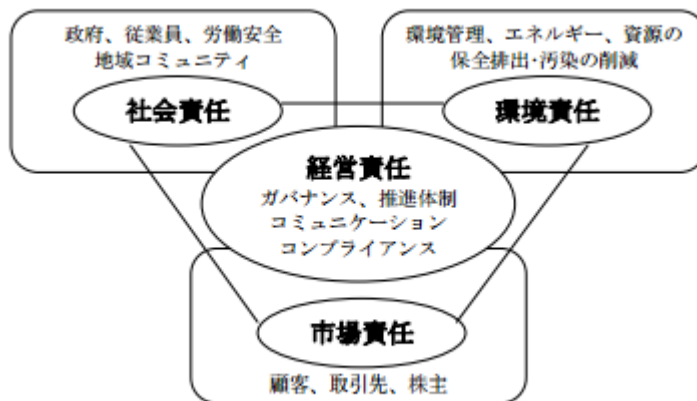 政府、従業員、労働安全
地域コミュニティ
社会責任
環境管理、エネルギー、資源の
保全排出・汚染の削減
環境責任
経営責任
ガバナンス、推進体制
コミュニケーション
コンプライアンス
市場責任
顧客、取引先、株主